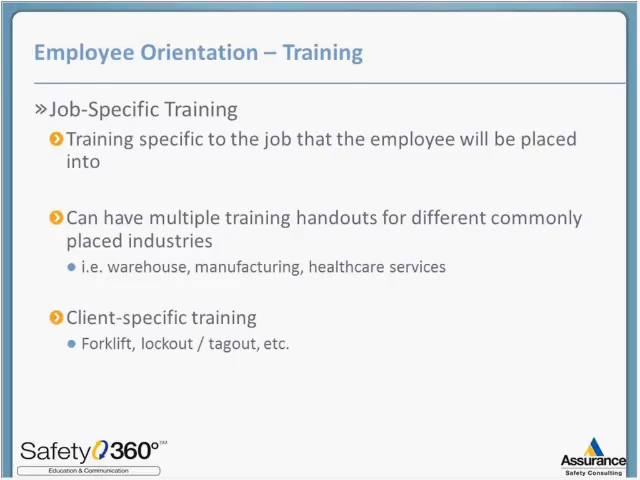 Employee Orientation – Training
»Job-Specific Training
Training specific to the job that the employee will be placed
into
Can have multiple training handouts for different commonly
placed industries
i.e. warehouse, manufacturing, healthcare services
Client-specific training
Forklift, lockout / tagout, etc.
Safety 360° SM
Education & Communication
Assurance
Safety Consulting